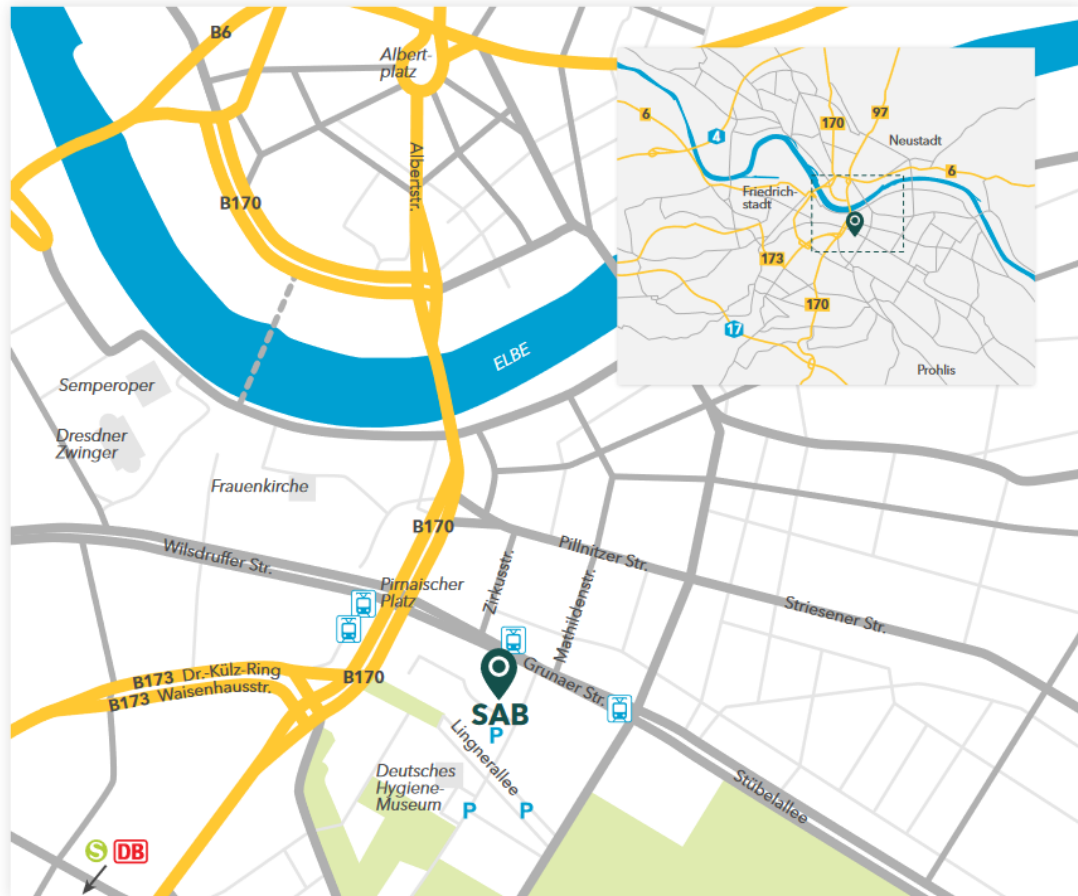 B6
Albert-
platz
Albertstr.
B170
ELBE
6
4
170
97
Neustadt
6
Friedrich-
stadt
173
170
17
Prohlis
Semperoper
Dresdner
Zwinger
Frauenkirche
B170
Wilsdruffer Str.
Pirnaischer
Platz
Zirkusstr.
Pillnitzer Str.
Mathildenstr.
Striesener Str.
B173 Dr.-Külz-Ring
B173 Waisenhausstr.
B170
Grunaer Str.
SAB
P
Lingnerallee
Deutsches
Hygiene-
Museum
P
P
Stübelallee
S
DB